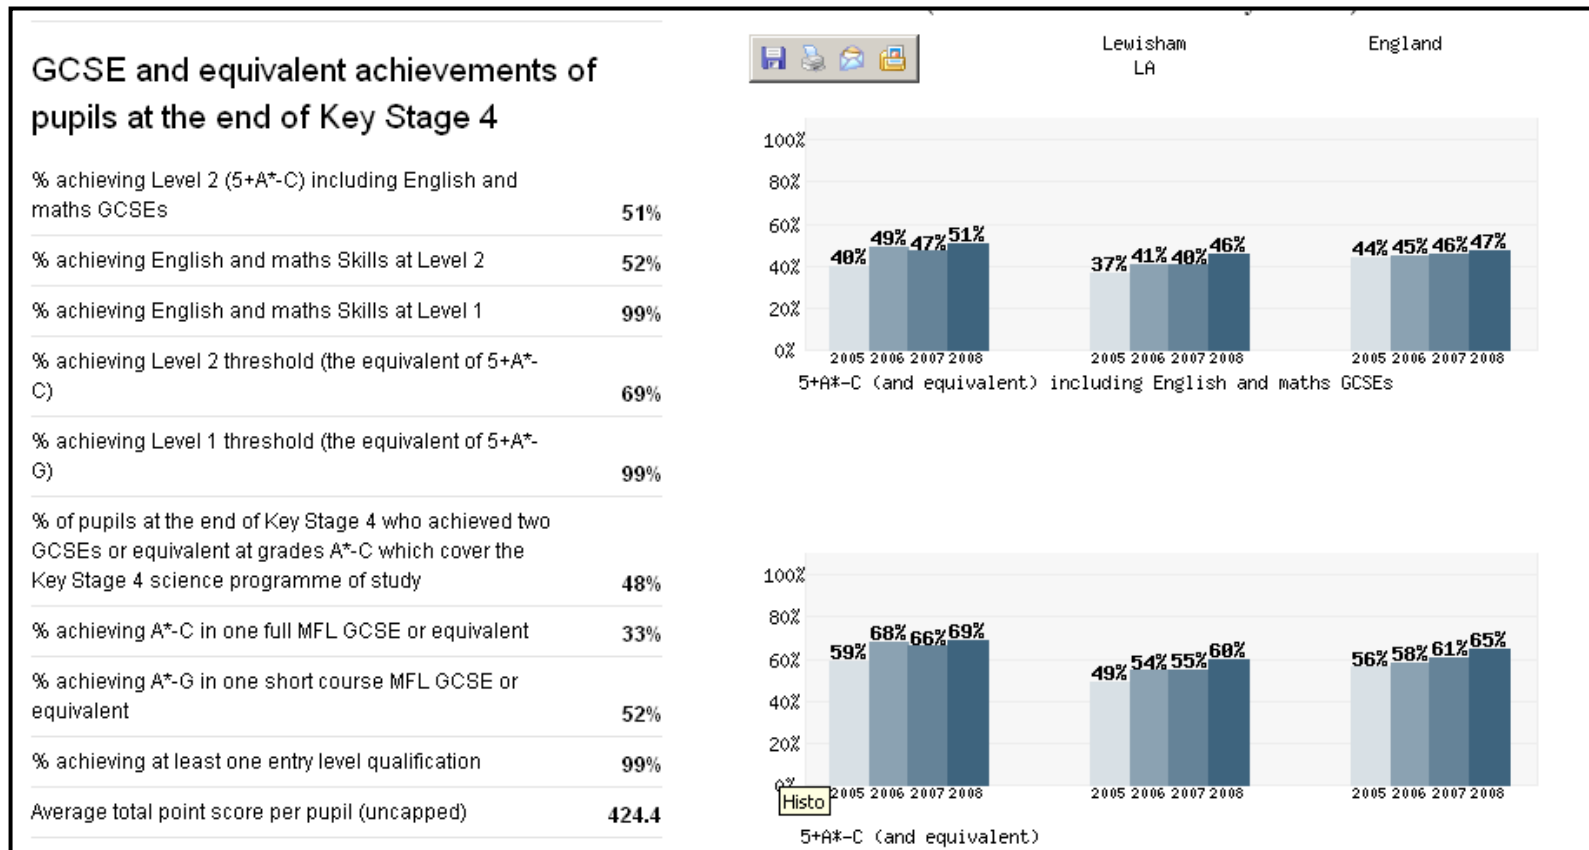 GCSE and equivalent achievements of
pupils at the end of Key Stage 4
% achieving Level 2 (5+A*-C) including English and
maths GCSEs 51%
% achieving English and maths Skills at Level 2 52%
% achieving English and maths Skills at Level 1 99%
% achieving Level 2 threshold (the equivalent of 5+A*-
C) 69%
% achieving Level 1 threshold (the equivalent of 5+A*-
G) 99%
% of pupils at the end of Key Stage 4 who achieved two
GCSEs or equivalent at grades A*-C which cover the
Key Stage 4 science programme of study 48%
% achieving A*-C in one full MFL GCSE or equivalent 33%
% achieving A*-G in one short course MFL GCSE or
equivalent 52%
% achieving at least one entry level qualification 99%
Average total point score per pupil (uncapped) 424.4
Lewisham England
LA
100%
80%
60%
40%
20%
0%
40% 49% 47% 51% 37% 41% 40% 46% 44% 45% 46% 47%
2005 2006 2007 2008 2005 2006 2007 2008 2005 2006 2007 2008
5+A*-C (and equivalent) including English and maths GCSEs
100%
80%
60%
40%
20%
0%
59% 68% 66% 69% 49% 54% 55% 60% 56% 58% 61% 65%
2005 2006 2007 2008 2005 2006 2007 2008 2005 2006 2007 2008
Histo
5+A*-C (and equivalent)